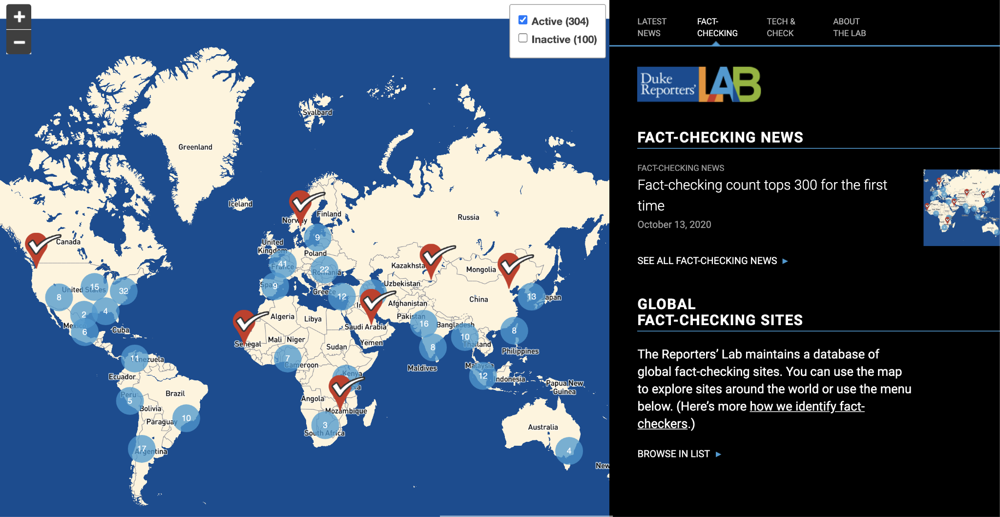 +
−
Active (304)
Inactive (100)
Greenland
Svalbard
Iceland
Norway
Finland
Russia
Canada
United
Kingdom
9
Poland
41
France
22
Romania
Kazakhsta
Mongolia
Uzbekistan
Spa
9
Greece
12
Afghanistan
China
13
Japan
15
United States
8
32
2
4
Mexic
6
Cuba
Algeria
Libya
Pakistan
16
Bangladesh
Saudi Arabia
8
Senegal
Mali
Niger
Sudan
Yemen
10
Thailand
8
Philippines
11
nezuela
7
Cameroon
Maldives
Malaysia
12
Indonesia
Ecuador
Kenya
nia
Papua New
Guinea
Peru
5
Brazil
Angola
Bolivia
Mozambique
Paraguay
10
3
South Africa
Australia
17
Argentina
4
New
LATEST
NEWS
FACT-
CHECKING
TECH &
CHECK
ABOUT
THE LAB
Duke
Reporters'
LAB
FACT-CHECKING NEWS
FACT-CHECKING NEWS
Fact-checking count tops 300 for the first
time
October 13, 2020
SEE ALL FACT-CHECKING NEWS ▶
GLOBAL
FACT-CHECKING SITES
The Reporters’ Lab maintains a database of
global fact-checking sites. You can use the map
to explore sites around the world or use the menu
below. (Here’s more how we identify fact-
checkers.)
BROWSE IN LIST ▶